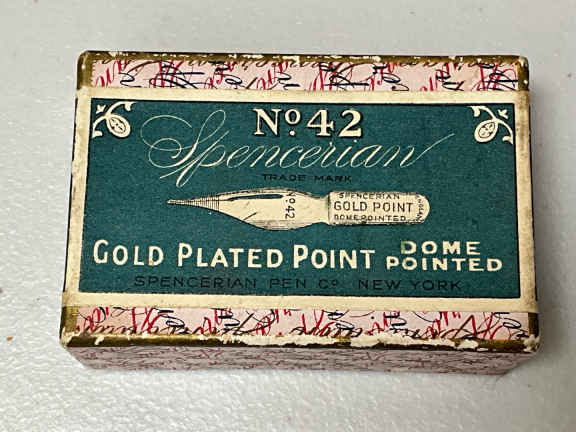 Nº 42
Spencerian
TRADE MARK
Nº 42
SPENCERIAN
GOLD POINT
DOME POINTED
GOLD PLATED POINT DOME POINTED
SPENCERIAN PEN Cº NEW YORK